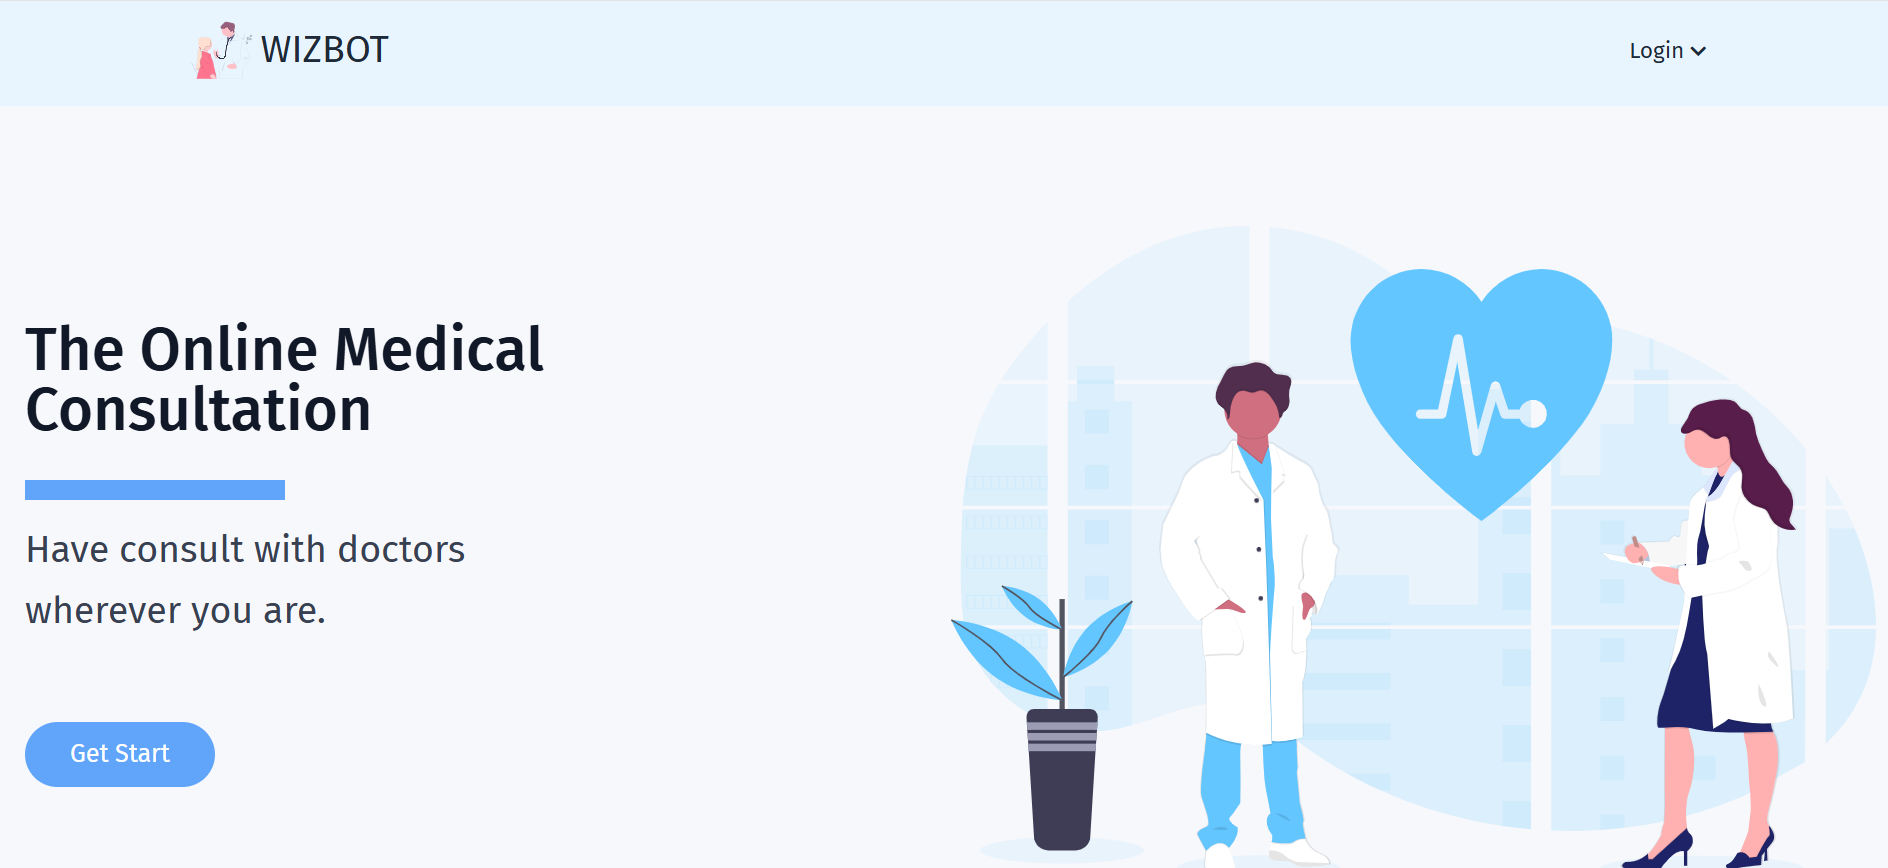 WIZBOT
Login
The Online Medical
Consultation
Have consult with doctors
wherever you are.
Get Start